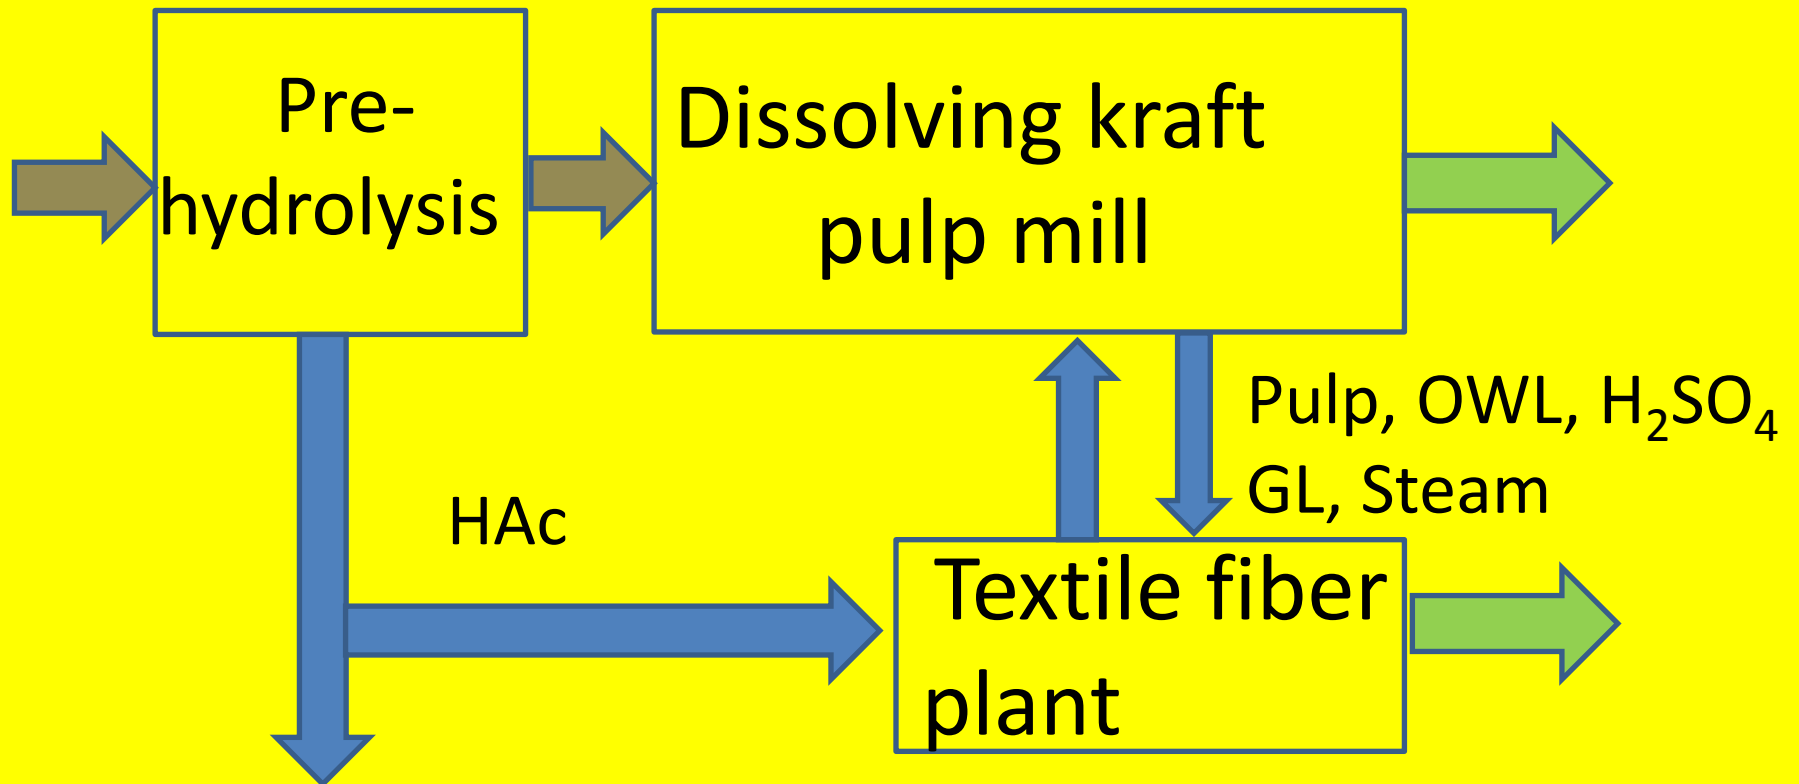 Pre-
hydrolysis
Dissolving kraft
pulp mill
Pulp, OWL, H₂SO₄
GL, Steam
HAc
Textile fiber
plant